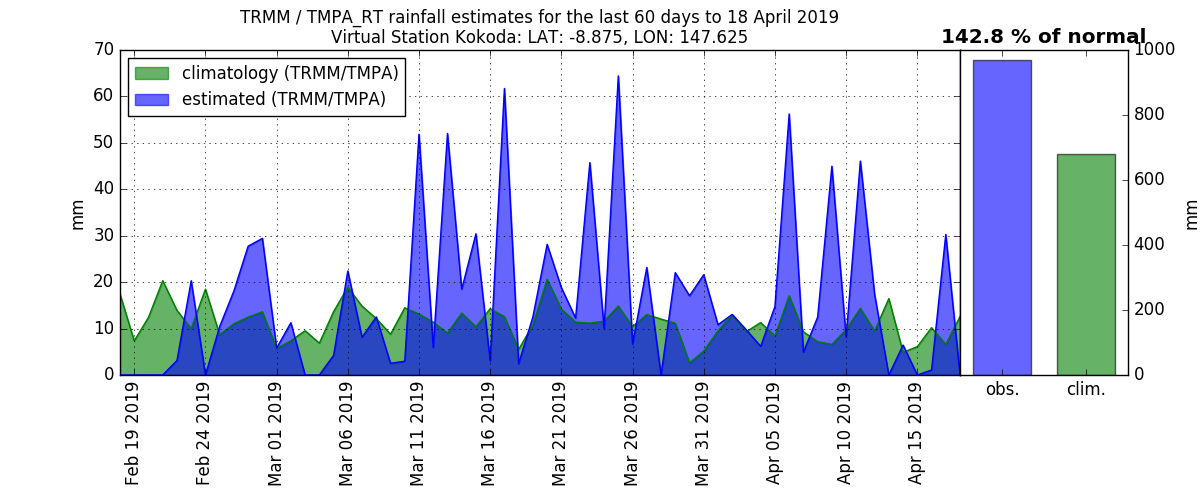 TRMM / TMPA_RT rainfall estimates for the last 60 days to 18 April 2019
Virtual Station Kokoda: LAT: -8.875, LON: 147.625
142.8 % of normal
climatology (TRMM/TMPA)
estimated (TRMM/TMPA)
70
60
50
40
30
20
10
0
mm
1000
800
600
400
200
0
mm
Feb 19 2019
Feb 24 2019
Mar 01 2019
Mar 06 2019
Mar 11 2019
Mar 16 2019
Mar 21 2019
Mar 26 2019
Mar 31 2019
Apr 05 2019
Apr 10 2019
Apr 15 2019
obs.
clim.